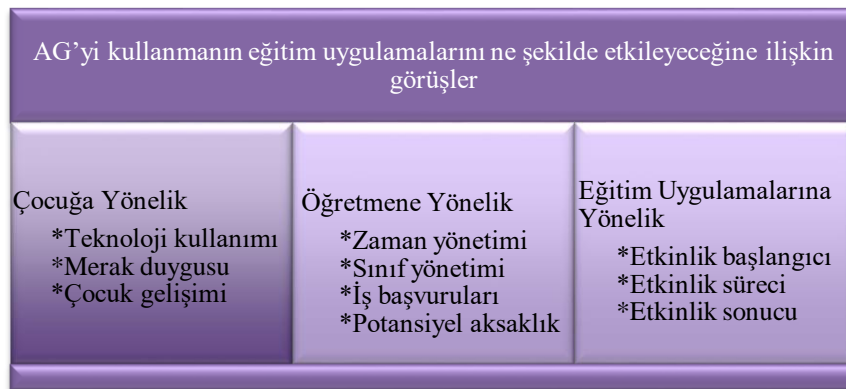 AG’yi kullanmanın eğitim uygulamalarını ne şekilde etkileyeceğine ilişkin
görüşler
Çocuğa Yönelik
*Teknoloji kullanımı
*Merak duygusu
*Çocuk gelişimi
Öğretmene Yönelik
*Zaman yönetimi
*Sınıf yönetimi
*İş başvuruları
*Potansiyel aksaklık
Eğitim Uygulamalarına
Yönelik
*Etkinlik başlangıcı
*Etkinlik süreci
*Etkinlik sonucu